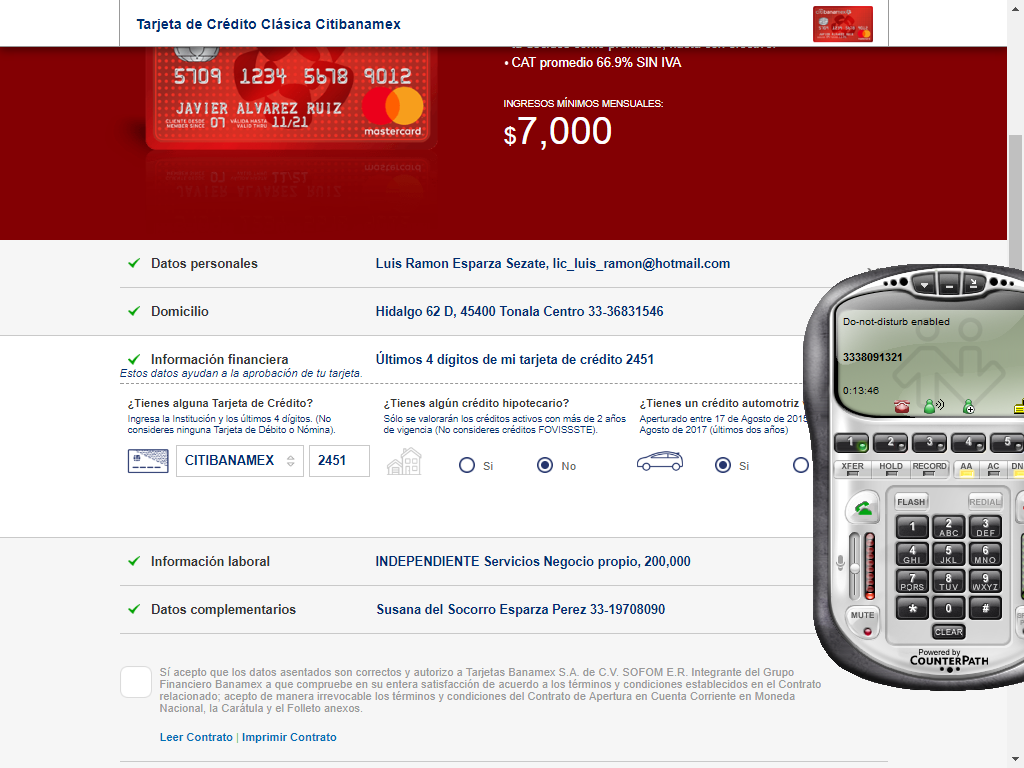 Tarjeta de Crédito Clásica Citibanamex
• CAT promedio 66.9% SIN IVA
5709 1234 5678 9012
JAVIER ALVAREZ RUIZ
CLIENTE DESDE
MEMBER SINCE 07 VÁLIDA HASTA
VALID THRU 11/21
mastercard
INGRESOS MÍNIMOS MENSUALES:
$7,000
Datos personales Luis Ramon Esparza Sezate, lic_luis_ramon@hotmail.com
Domicilio Hidalgo 62 D, 45400 Tonala Centro 33-36831546
Información financiera Últimos 4 dígitos de mi tarjeta de crédito 2451
Estos datos ayudan a la aprobación de tu tarjeta.
¿Tienes alguna Tarjeta de Crédito?
Ingresa la Institución y los últimos 4 dígitos. (No
consideres ninguna Tarjeta de Débito o Nómina).
CITIBANAMEX 2451
¿Tienes algún crédito hipotecario?
Sólo se valorarán los créditos activos con más de 2 años
de vigencia (No consideres créditos FOVISSSTE).
Si No
¿Tienes un crédito automotriz
Aperturado entre 17 de Agosto de 2015
Agosto de 2017 (últimos dos años)
Si
Información laboral INDEPENDIENTE Servicios Negocio propio, 200,000
Datos complementarios Susana del Socorro Esparza Perez 33-19708090
Sí acepto que los datos asentados son correctos y autorizo a Tarjetas Banamex S.A. de C.V. SOFOM E.R. Integrante del Grupo
Financiero Banamex a que compruebe en su entera satisfacción de acuerdo a los términos y condiciones establecidos en el Contrato
relacionado; acepto de manera irrevocable los términos y condiciones del Contrato de Apertura en Cuenta Corriente en Moneda
Nacional, la Carátula y el Folleto anexos.
Leer Contrato | Imprimir Contrato
Do-not-disturb enabled
3338091321
0:13:46
1 2 3 4 5
XFER HOLD RECORD AA AC DN
FLASH REDIAL
1 2 ABC 3 DEF
4 GHI 5 JKL 6 MNO
7 PQRS 8 TUV 9 WXYZ
* 0 #
MUTE
CLEAR
Powered by
COUNTERPATH